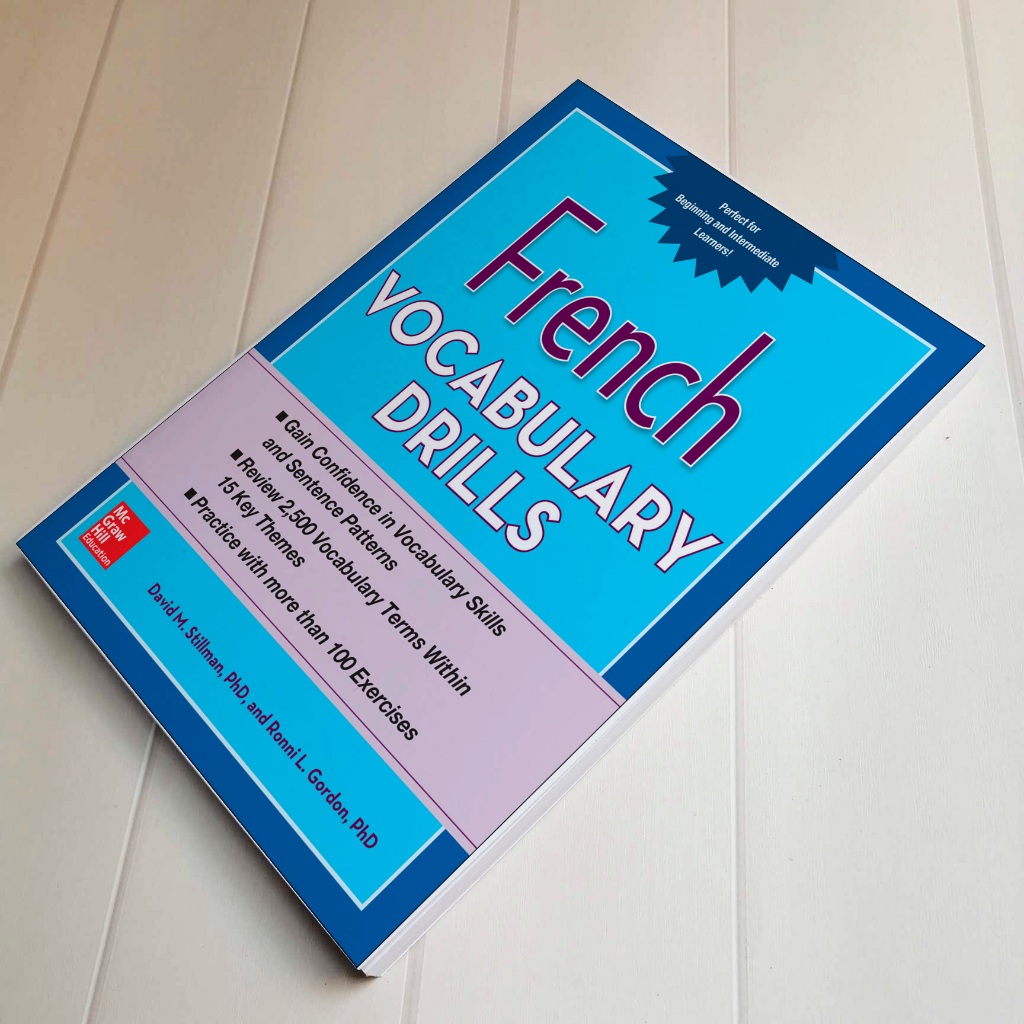 Perfect for
Beginning and Intermediate
Learners!
French
VOCABULARY
DRILLS
■ Gain Confidence in Vocabulary Skills
and Sentence Patterns
■ Review 2,500 Vocabulary Terms Within
15 Key Themes
■ Practice with more than 100 Exercises
Mc
Graw
Hill
Education
David M. Stillman, PhD, and Ronni L. Gordon, PhD